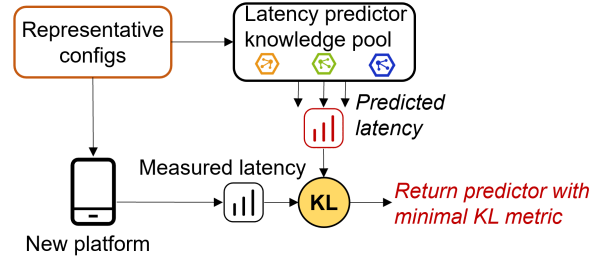 Representative
configs
Latency predictor
knowledge pool
Predicted
latency
Measured latency
KL
Return predictor with
minimal KL metric
New platform